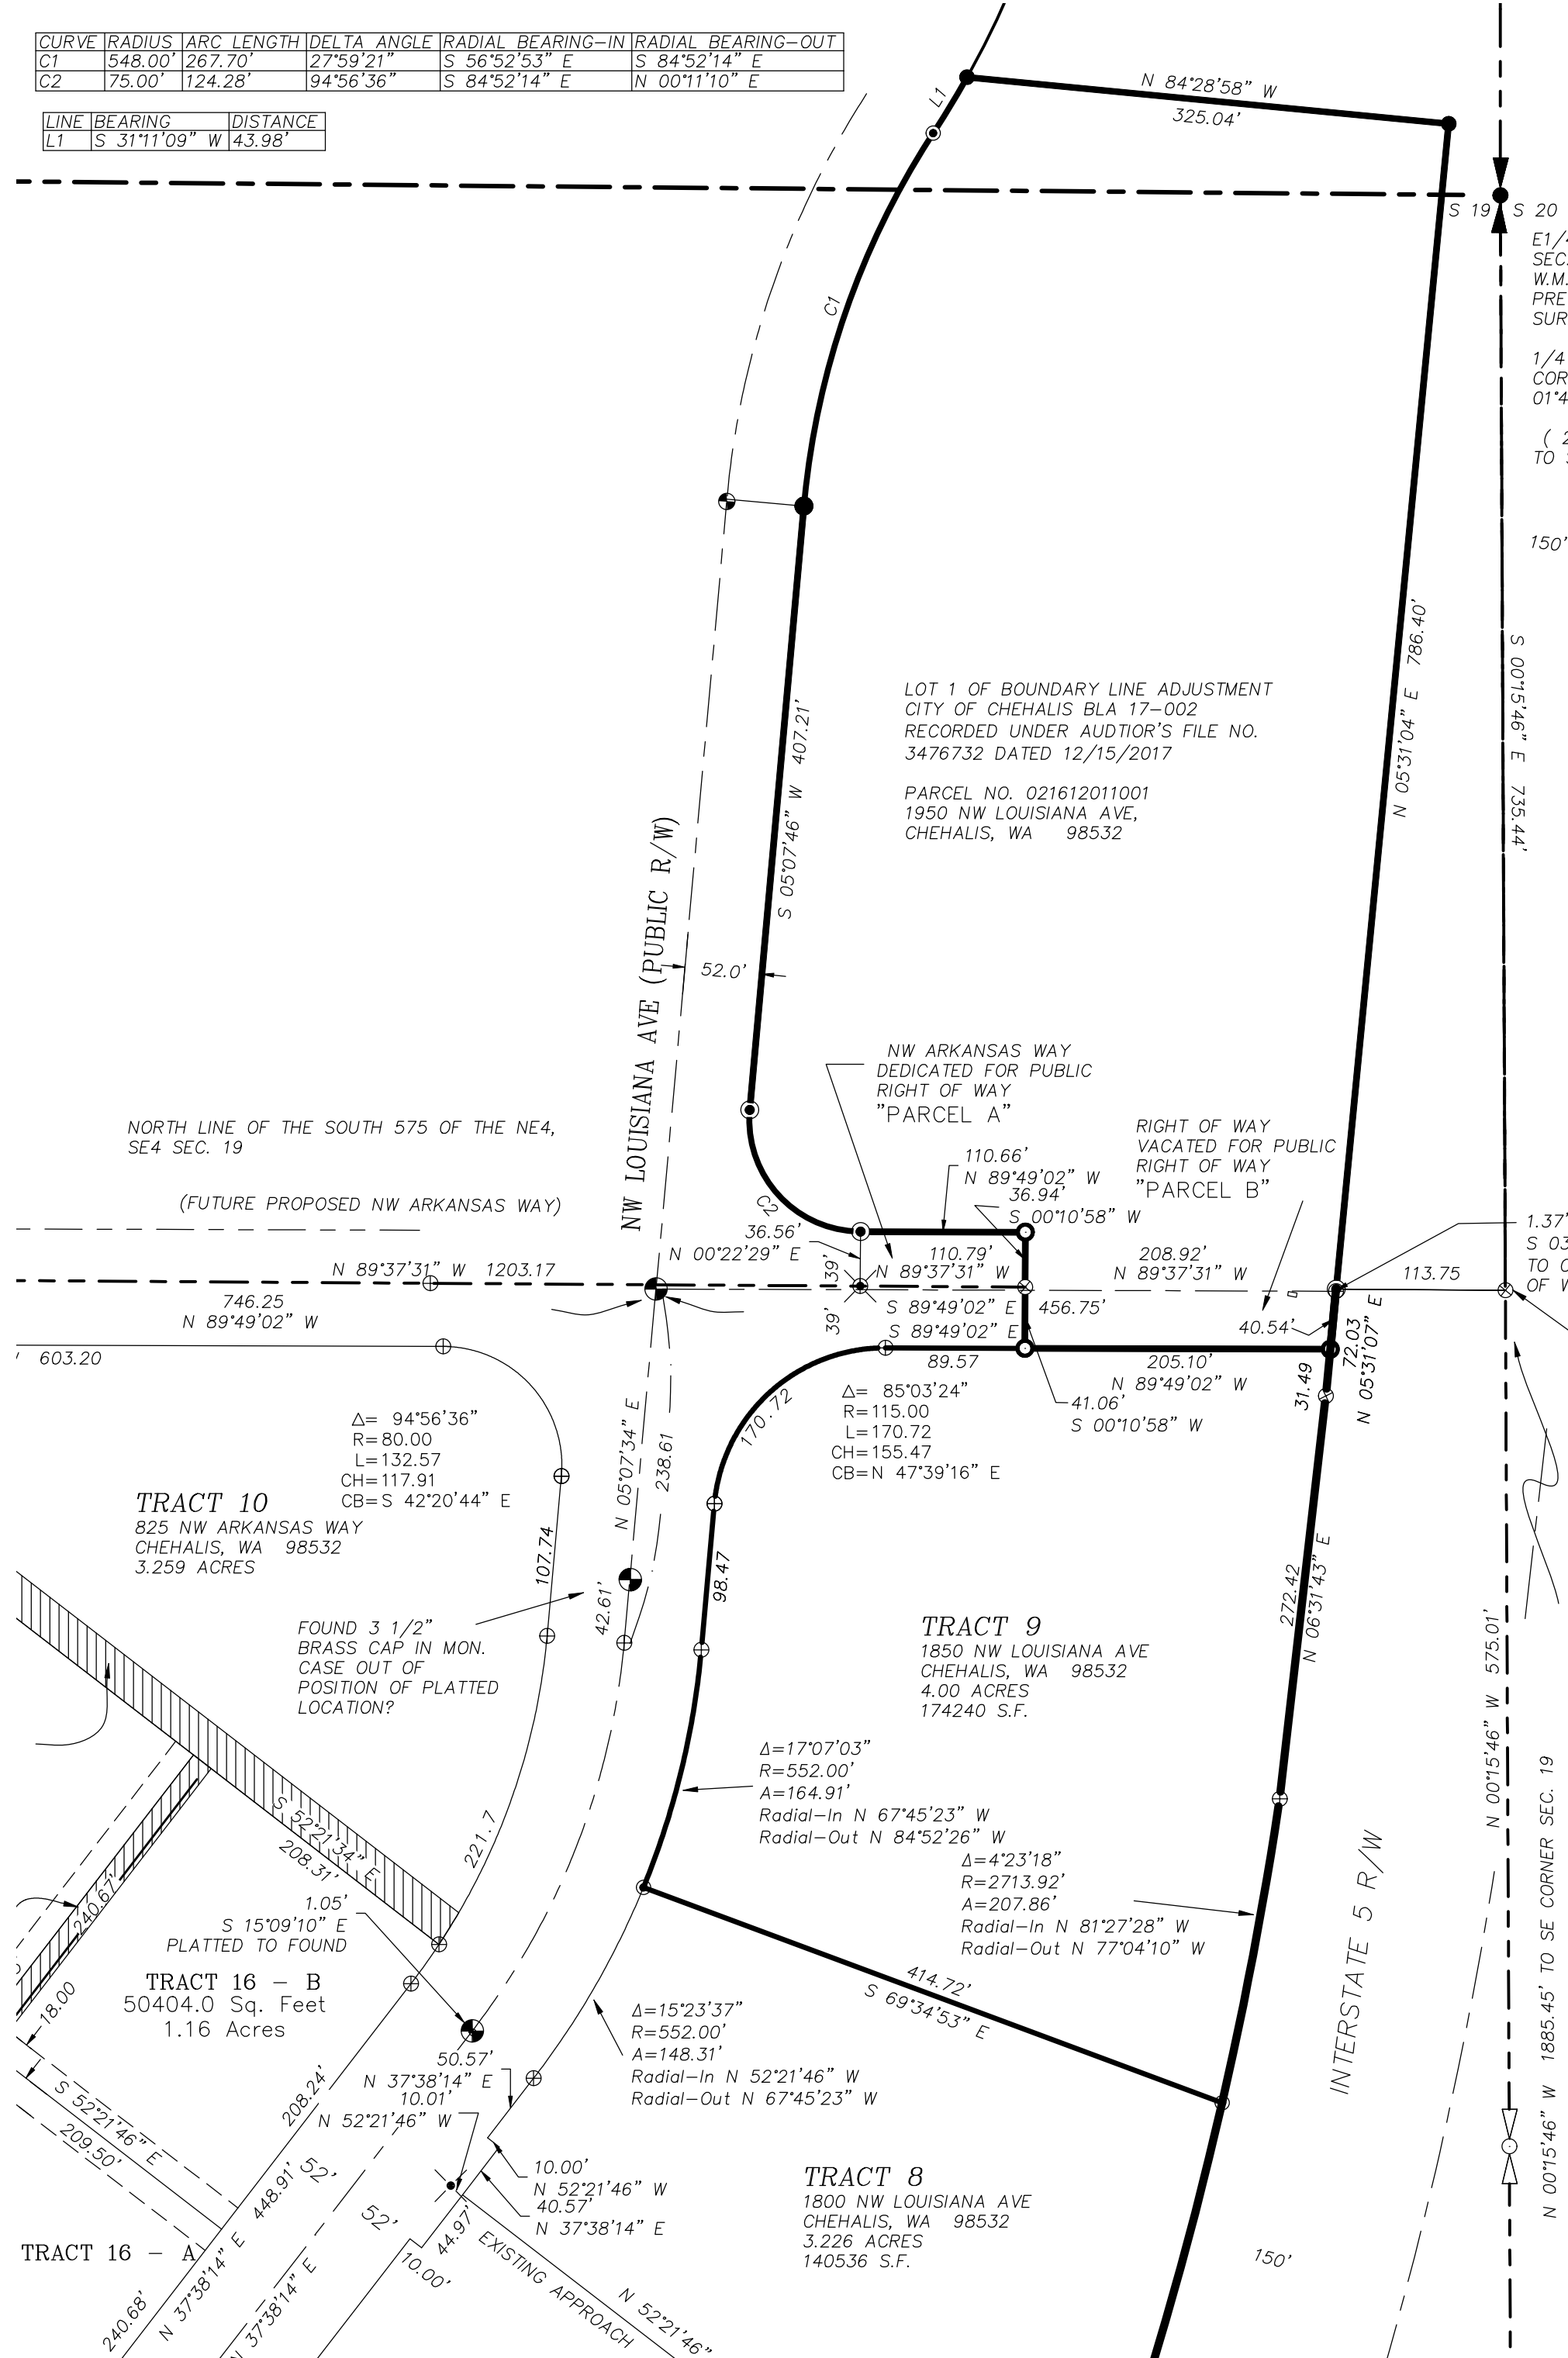 CURVE RADIUS ARC LENGTH DELTA ANGLE RADIAL BEARING-IN RADIAL BEARING-OUT
C1 548.00' 267.70' 27°59'21" S 56°52'53" E S 84°52'14" E
C2 75.00' 124.28' 94°56'36" S 84°52'14" E N 00°11'10" E
LINE BEARING DISTANCE
L1 S 31°11'09" W 43.98'
L1
N 84°28'58" W
325.04'
S 19
S 20
E1/4
SEC.
W.M.
PRE
SUR
1/4
COR
01°4
( 2
TO
150'
C1
S 05°07'46" W 407.21'
N 05°31'04" E 786.40'
S 00°15'46" E 735.44'
LOT 1 OF BOUNDARY LINE ADJUSTMENT
CITY OF CHEHALIS BLA 17-002
RECORDED UNDER AUDTIOR'S FILE NO.
3476732 DATED 12/15/2017
PARCEL NO. 021612011001
1950 NW LOUISIANA AVE,
CHEHALIS, WA 98532
NW LOUISIANA AVE (PUBLIC R/W)
52.0'
NW ARKANSAS WAY
DEDICATED FOR PUBLIC
RIGHT OF WAY
"PARCEL A"
RIGHT OF WAY
VACATED FOR PUBLIC
RIGHT OF WAY
"PARCEL B"
NORTH LINE OF THE SOUTH 575 OF THE NE4,
SE4 SEC. 19
(FUTURE PROPOSED NW ARKANSAS WAY)
110.66'
N 89°49'02" W
36.94'
S 00°10'58" W
C2
36.56'
N 00°22'29" E
39'
39'
110.79'
N 89°37'31" W
208.92'
N 89°37'31" W
1.37'
S 03
TO C
OF W
113.75
N 89°37'31" W 1203.17
746.25
N 89°49'02" W
603.20
S 89°49'02" E 456.75'
S 89°49'02" E
89.57
40.54'
205.10'
N 89°49'02" W
41.06'
S 00°10'58" W
31.49
72.03
N 05°31'07" E
Δ= 94°56'36"
R=80.00
L=132.57
CH=117.91
CB=S 42°20'44" E
Δ= 85°03'24"
R=115.00
L=170.72
CH=155.47
CB=N 47°39'16" E
170.72
N 05°07'34" E
238.61
TRACT 10
825 NW ARKANSAS WAY
CHEHALIS, WA 98532
3.259 ACRES
107.74
98.47
42.61'
272.42
N 06°31'43" E
FOUND 3 1/2"
BRASS CAP IN MON.
CASE OUT OF
POSITION OF PLATTED
LOCATION?
TRACT 9
1850 NW LOUISIANA AVE
CHEHALIS, WA 98532
4.00 ACRES
174240 S.F.
N 00°15'46" W 575.01'
N 00°15'46" W 1885.45' TO SE CORNER SEC. 19
Δ=17°07'03"
R=552.00'
A=164.91'
Radial-In N 67°45'23" W
Radial-Out N 84°52'26" W
Δ=4°23'18"
R=2713.92'
A=207.86'
Radial-In N 81°27'28" W
Radial-Out N 77°04'10" W
S 52°21'34" E
208.31'
221.7
240.67'
1.05'
S 15°09'10" E
PLATTED TO FOUND
TRACT 16 - B
50404.0 Sq. Feet
1.16 Acres
18.00
414.72'
S 69°34'53" E
INTERSTATE 5 R/W
Δ=15°23'37"
R=552.00'
A=148.31'
Radial-In N 52°21'46" W
Radial-Out N 67°45'23" W
50.57'
N 37°38'14" E
10.01'
N 52°21'46" W
S 52°21'46" E
209.50'
208.24'
52'
52'
10.00'
N 52°21'46" W
40.57'
N 37°38'14" E
TRACT 8
1800 NW LOUISIANA AVE
CHEHALIS, WA 98532
3.226 ACRES
140536 S.F.
150'
TRACT 16 - A
N 37°38'14" E 448.91'
44.97'
10.00'
EXISTING APPROACH
N 52°21'46"
240.68'
N 37°38'14" E